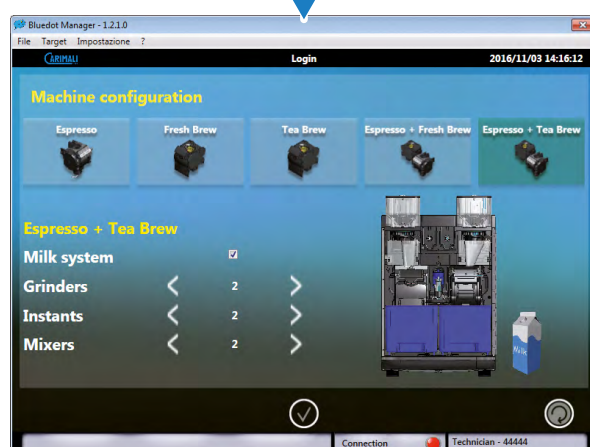 Bluedot Manager - 1.2.1.0
File Target Impostazione ?
CARIMALI Login 2016/11/03 14:16:12
Machine configuration
Espresso Fresh Brew Tea Brew Espresso + Fresh Brew Espresso + Tea Brew
Espresso + Tea Brew
Milk system
Grinders 2
Instants 2
Mixers 2
Milk
Connection Technician - 44444